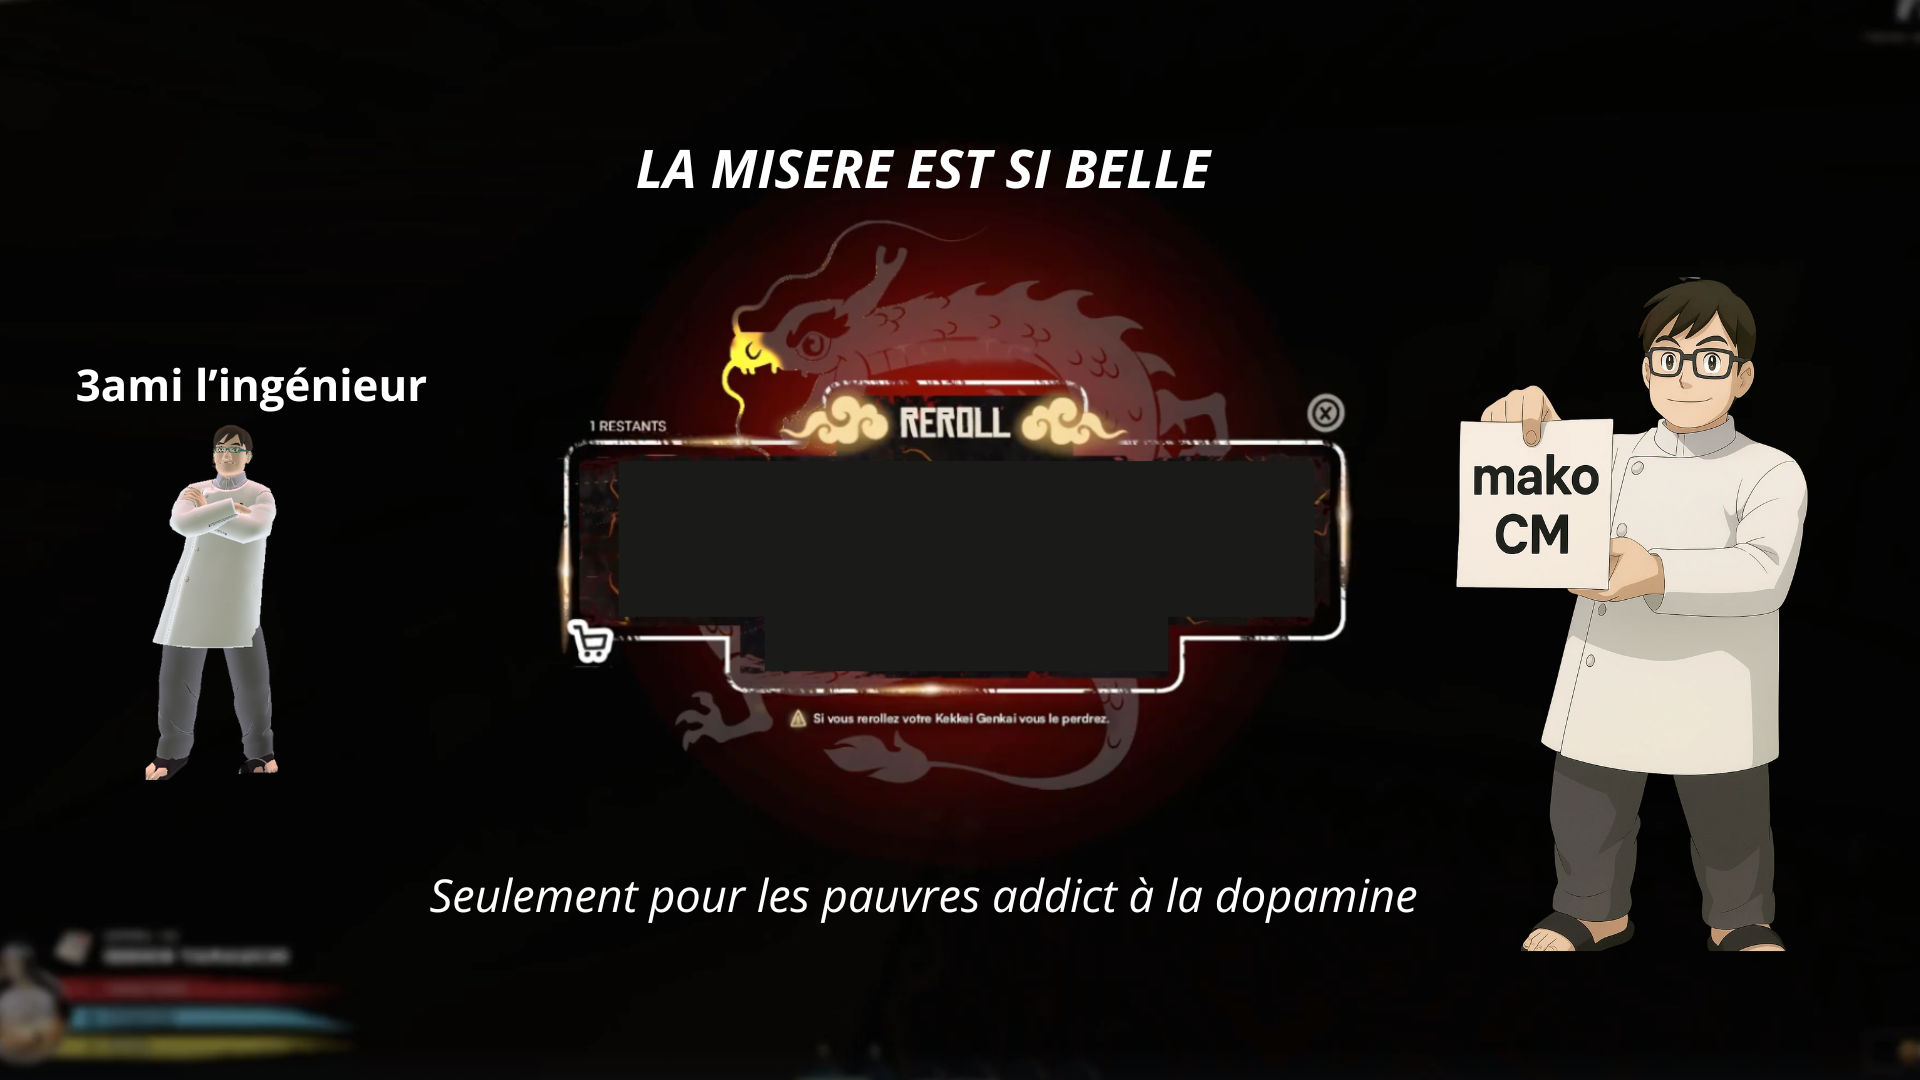 LA MISERE EST SI BELLE
3ami l’ingénieur
1 RESTANTS
REROLL
mako
CM
Si vous rerollez votre Kekkei Genkai vous le perdrez.
Seulement pour les pauvres addict à la dopamine